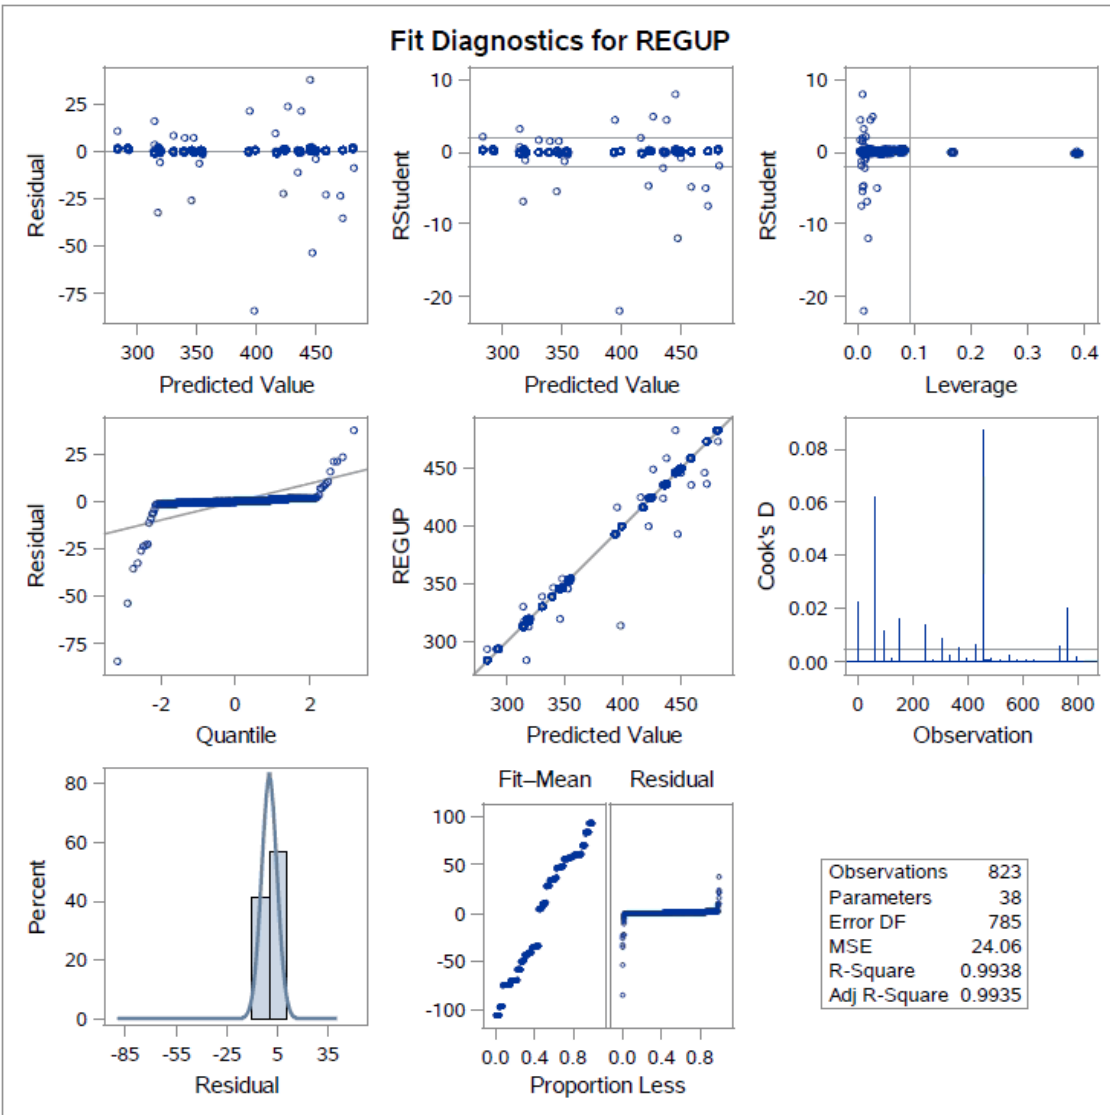 Fit Diagnostics for REGUP
25
0
-25
-50
-75
Residual
300 350 400 450
Predicted Value
10
0
-10
-20
RStudent
300 350 400 450
Predicted Value
10
0
-10
-20
RStudent
0.0 0.1 0.2 0.3 0.4
Leverage
25
0
-25
-50
-75
Residual
-2 0 2
Quantile
450
400
350
300
REGUP
300 350 400 450
Predicted Value
0.08
0.06
0.04
0.02
0.00
Cook's D
0 200 400 600 800
Observation
80
60
40
20
0
Percent
-85 -55 -25 5 35
Residual
Fit–Mean Residual
100
50
0
-50
-100
0.0 0.4 0.8 0.0 0.4 0.8
Proportion Less
Observations 823
Parameters 38
Error DF 785
MSE 24.06
R-Square 0.9938
Adj R-Square 0.9935